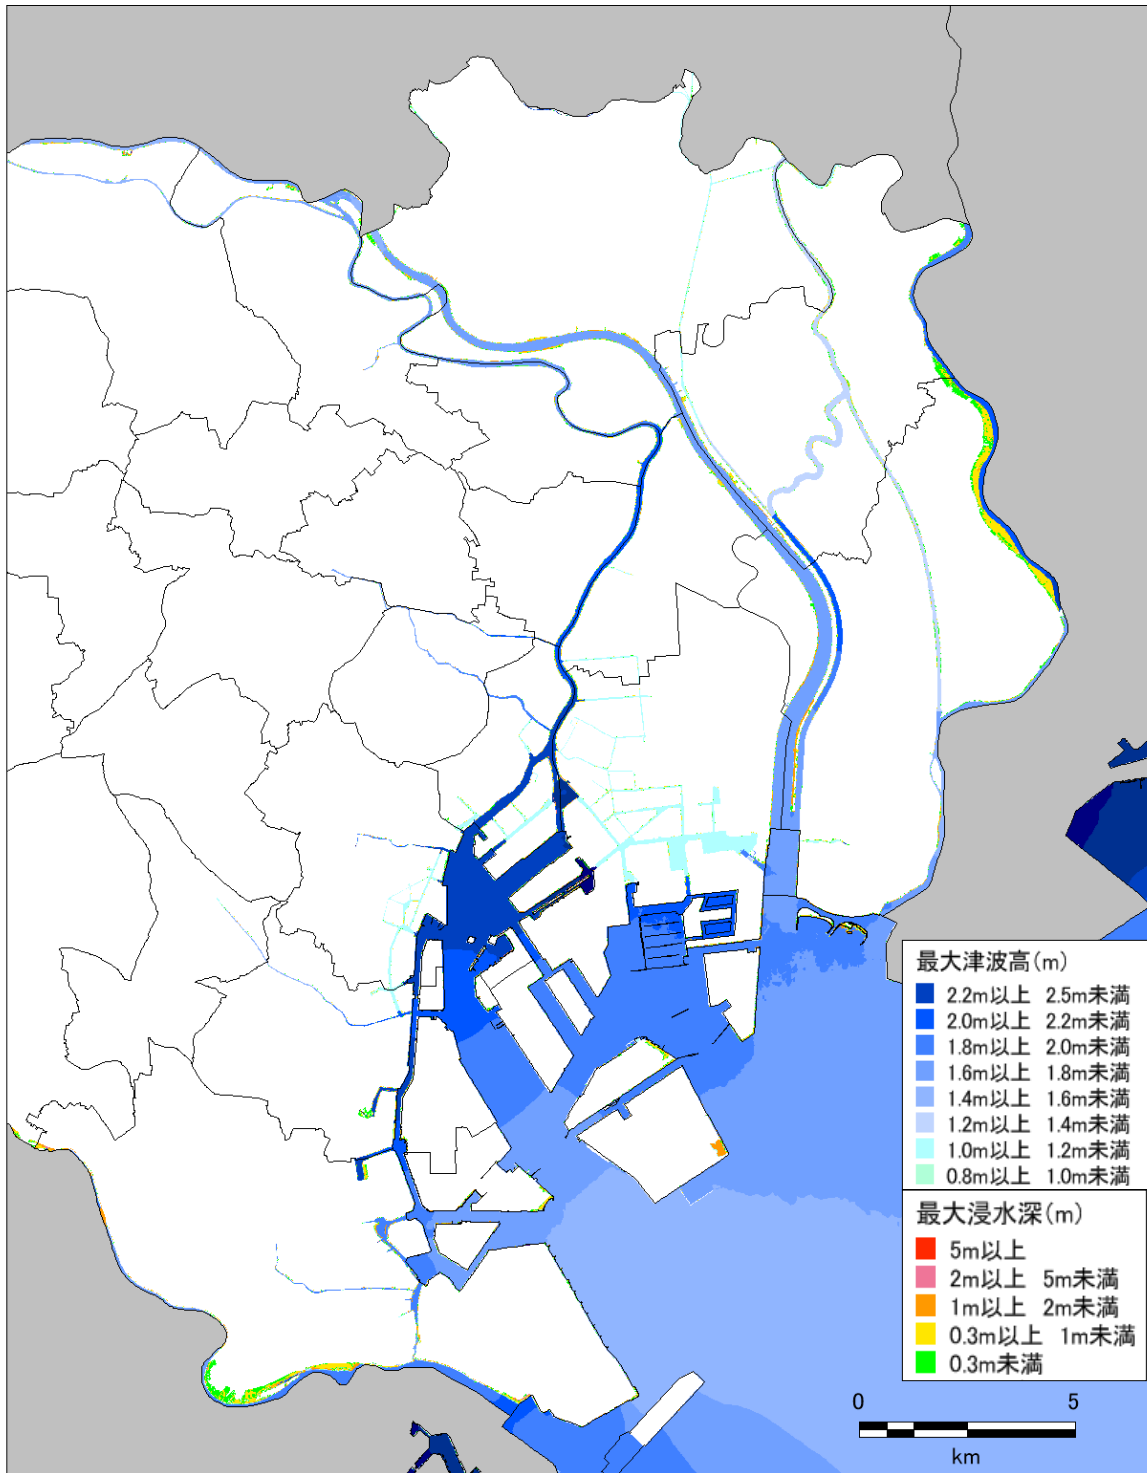 最大津波高(m)
2.2m以上 2.5m未満
2.0m以上 2.2m未満
1.8m以上 2.0m未満
1.6m以上 1.8m未満
1.4m以上 1.6m未満
1.2m以上 1.4m未満
1.0m以上 1.2m未満
0.8m以上 1.0m未満
最大浸水深(m)
5m以上
2m以上 5m未満
1m以上 2m未満
0.3m以上 1m未満
0.3m未満
0 5
km